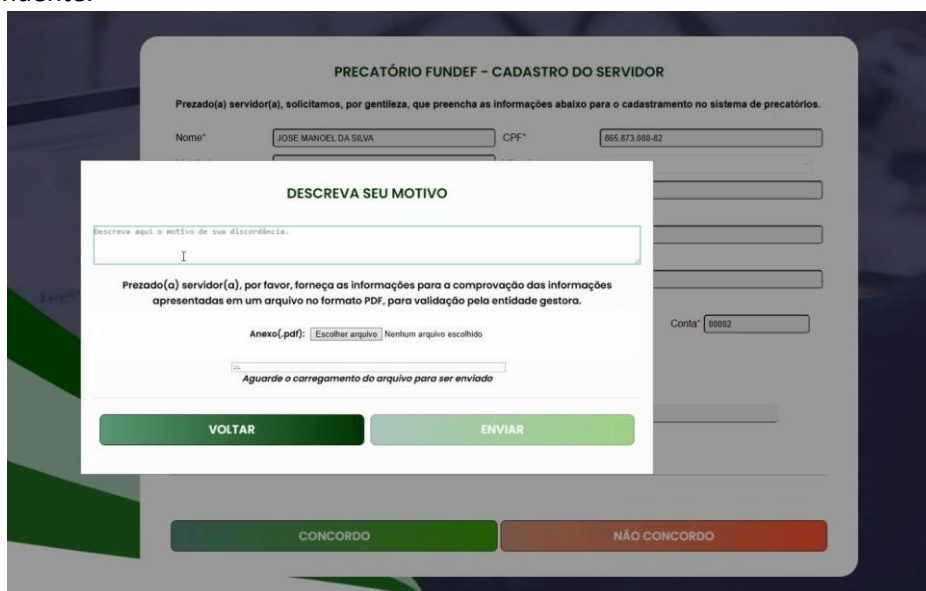 PRECATÓRIO FUNDEF - CADASTRO DO SERVIDOR
Prezado(a) servidor(a), solicitamos, por gentileza, que preencha as informações abaixo para o cadastramento no sistema de precatórios.
Nome* JOSE MANOEL DA SILVA CPF* 865.873.080-82
DESCREVA SEU MOTIVO
Descreva aqui o motivo de sua discordância.
Prezado(a) servidor(a), por favor, forneça as informações para a comprovação das informações
apresentadas em um arquivo no formato PDF, para validação pela entidade gestora.
Conta* 00002
Anexo(.pdf): Escolher arquivo Nenhum arquivo escolhido
Aguarde o carregamento do arquivo para ser enviado
VOLTAR ENVIAR
CONCORDO NÃO CONCORDO